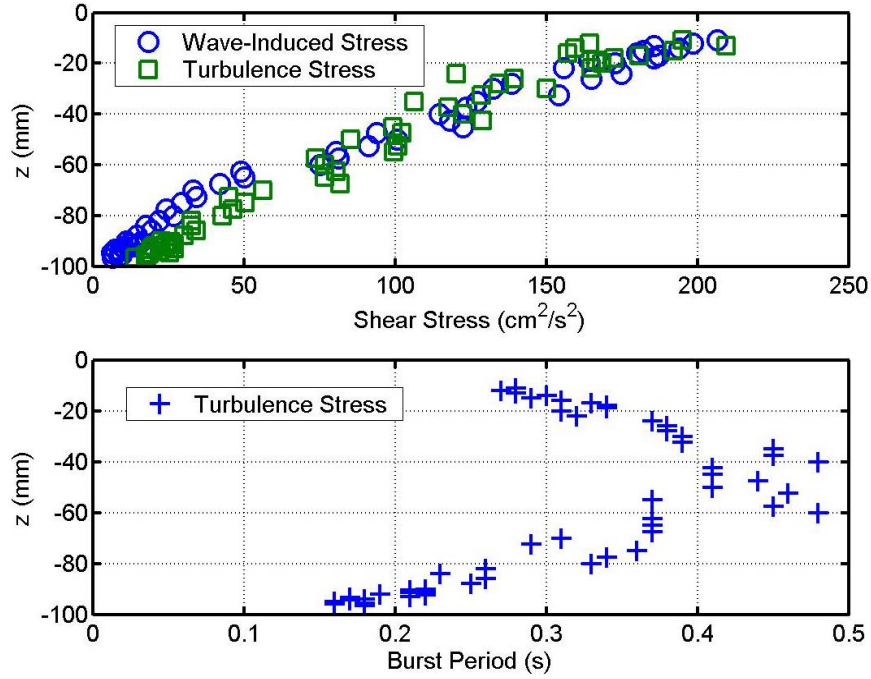 0
-20
-40
-60
-80
-100
z (mm)
Wave-Induced Stress
Turbulence Stress
0 50 100 150 200 250
Shear Stress (cm²/s²)
0
-20
-40
-60
-80
-100
z (mm)
Turbulence Stress
0 0.1 0.2 0.3 0.4 0.5
Burst Period (s)